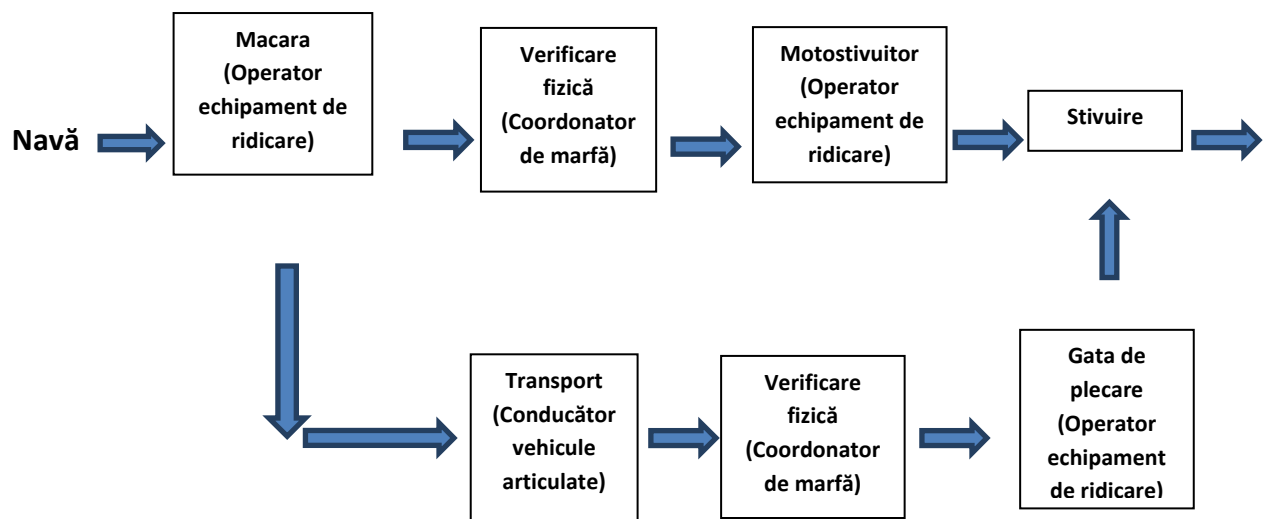 Navă
Macara
(Operator
echipament de
ridicare)
Verificare
fizică
(Coordonator
de marfă)
Motostivuitor
(Operator
echipament de
ridicare)
Stivuire
Transport
(Conducător
vehicule
articulate)
Verificare
fizică
(Coordonator
de marfă)
Gata de
plecare
(Operator
echipament
de ridicare)